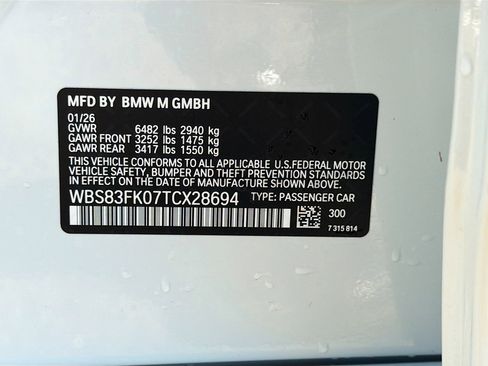 MFD BY BMW M GMBH
01/26
GVWR 6482 lbs 2940 kg
GAWR FRONT 3252 lbs 1475 kg
GAWR REAR 3417 lbs 1550 kg
THIS VEHICLE CONFORMS TO ALL APPLICABLE U.S.FEDERAL MOTOR
VEHICLE SAFETY, BUMPER AND THEFT PREVENTION STANDARDS
IN EFFECT ON THE DATE OF MANUFACTURE SHOWN ABOVE.
WBS83FK07TCX28694 TYPE: PASSENGER CAR
300
7 315 814